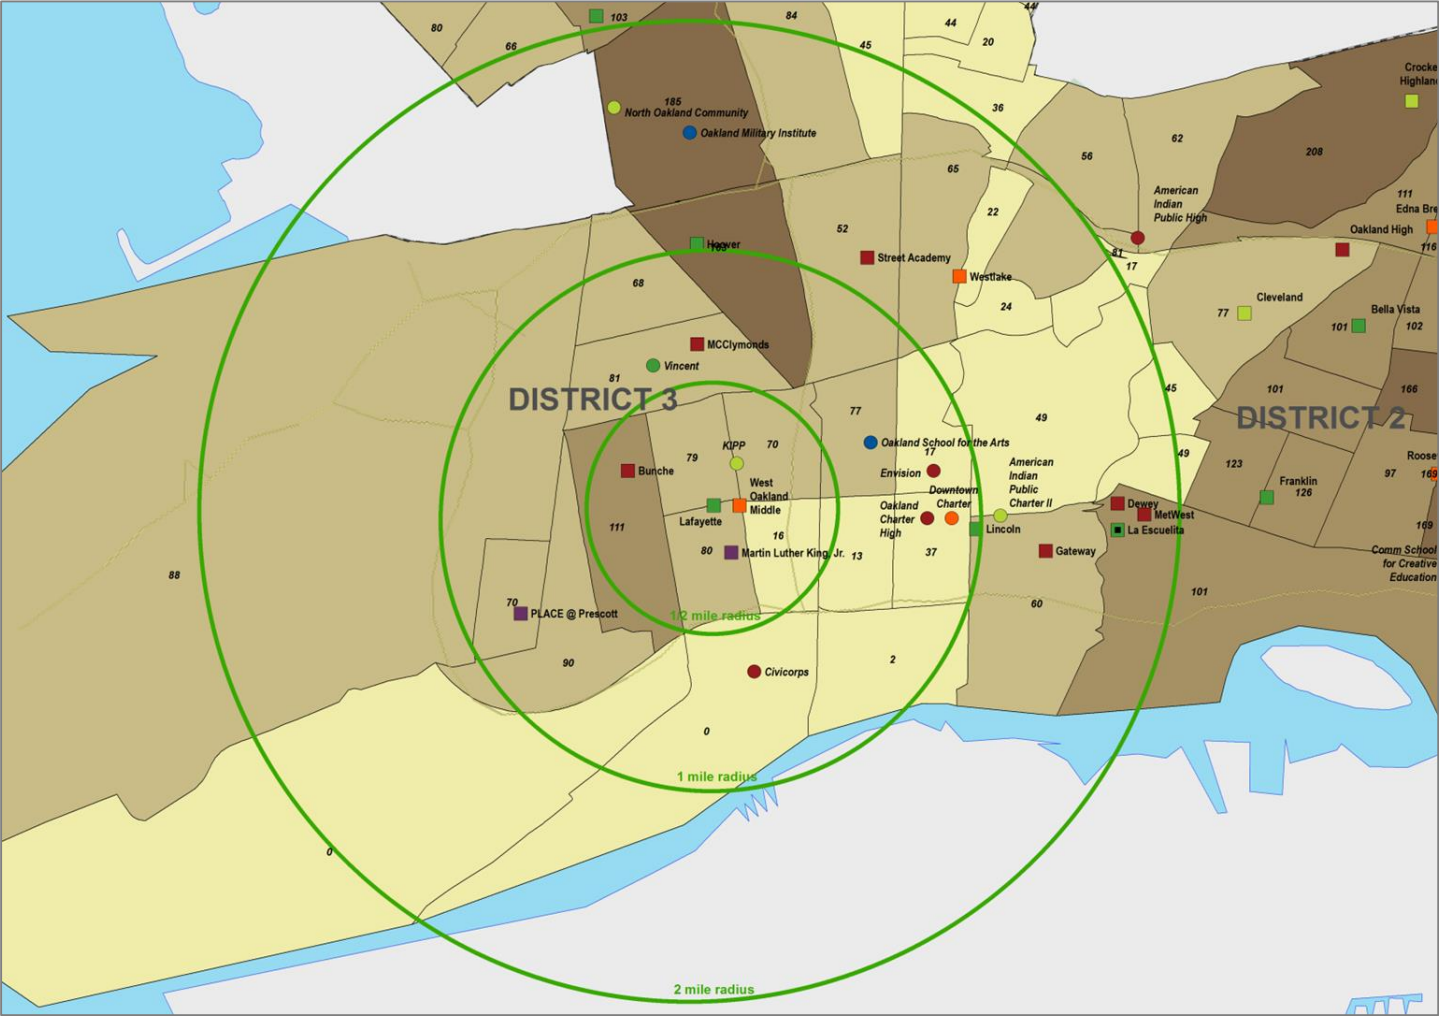 44
103
84
80
44
45
66
20
Crocke
Highlan
185
North Oakland Community
36
Oakland Military Institute
62
208
56
65
American
Indian
Public High
111
Edna Bre
22
52
Oakland High
Hoover
116
81
Street Academy
17
Westlake
68
Cleveland
24
77
Bella Vista
101
102
MCClymonds
Vincent
81
45
101
166
DISTRICT 3
77
49
DISTRICT 2
Oakland School for the Arts
KIPP
70
17
49
79
Roose
Bunche
Envision
American
Indian
Public
Charter II
123
97
169
West
Oakland
Middle
Downtown
Charter
Franklin
126
Oakland
Charter
High
Dewey
MetWest
Lafayette
111
Lincoln
La Escuelita
169
16
80
Martin Luther King, Jr.
13
37
Gateway
Comm School
for Creative
Education
88
101
70
PLACE @ Prescott
60
1/2 mile radius
90
2
Civicorps
0
1 mile radius
0
2 mile radius